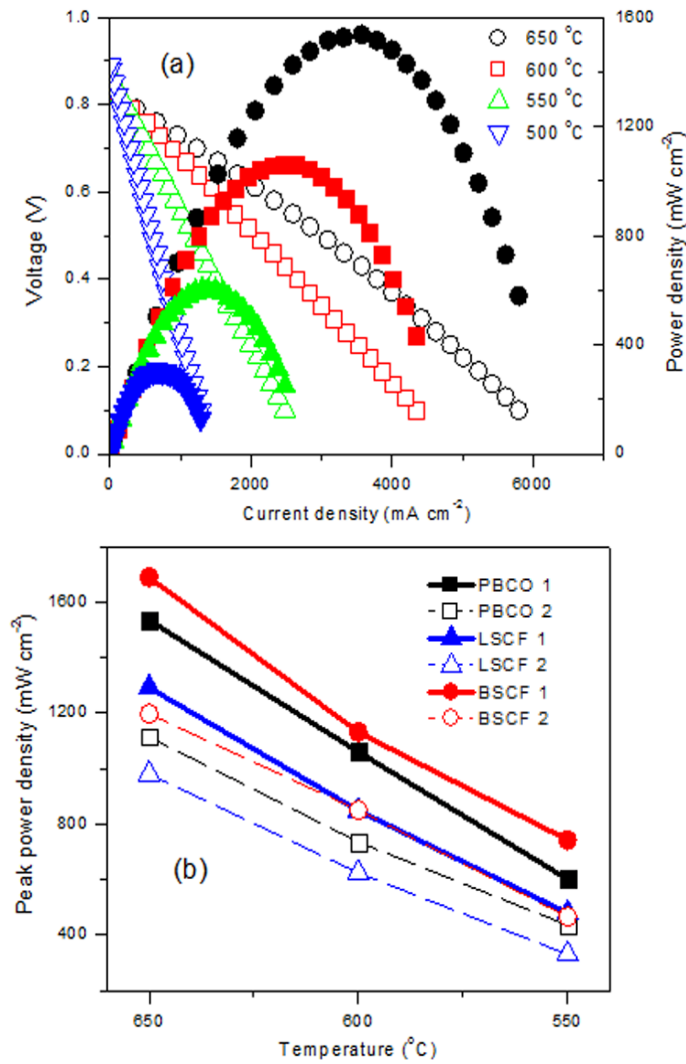 (a)
650 °C
600 °C
550 °C
500 °C
1.0
0.8
0.6
0.4
0.2
0.0
Voltage (V)
1600
1200
800
400
0
Power density (mW cm⁻²)
0
2000
4000
6000
Current density (mA cm⁻²)
PBCO 1
PBCO 2
LSCF 1
LSCF 2
BSCF 1
BSCF 2
1600
1200
800
400
Peak power density (mW cm⁻²)
(b)
650
600
550
Temperature (°C)